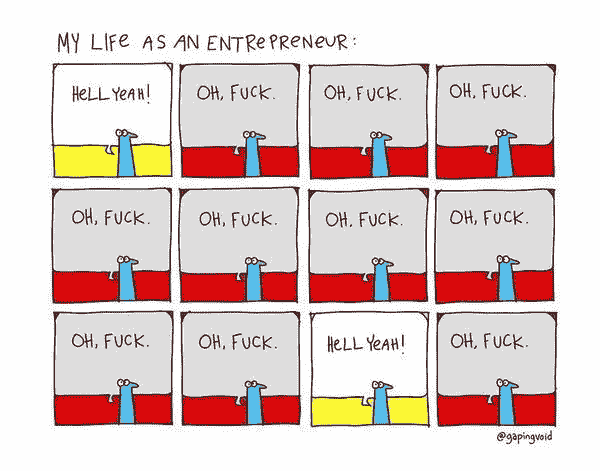 MY LIFe AS AN ENTRePReNeuR:
HeLL YeAH!
OH, FUCK.
OH, FUCK.
OH, FUCK.
OH, FUCK.
OH, FUCK.
OH, FUCK.
OH, FUCK.
OH, FUCK.
OH, FUCK.
HeLL YeAH!
OH, FUCK.
@gapingvoid